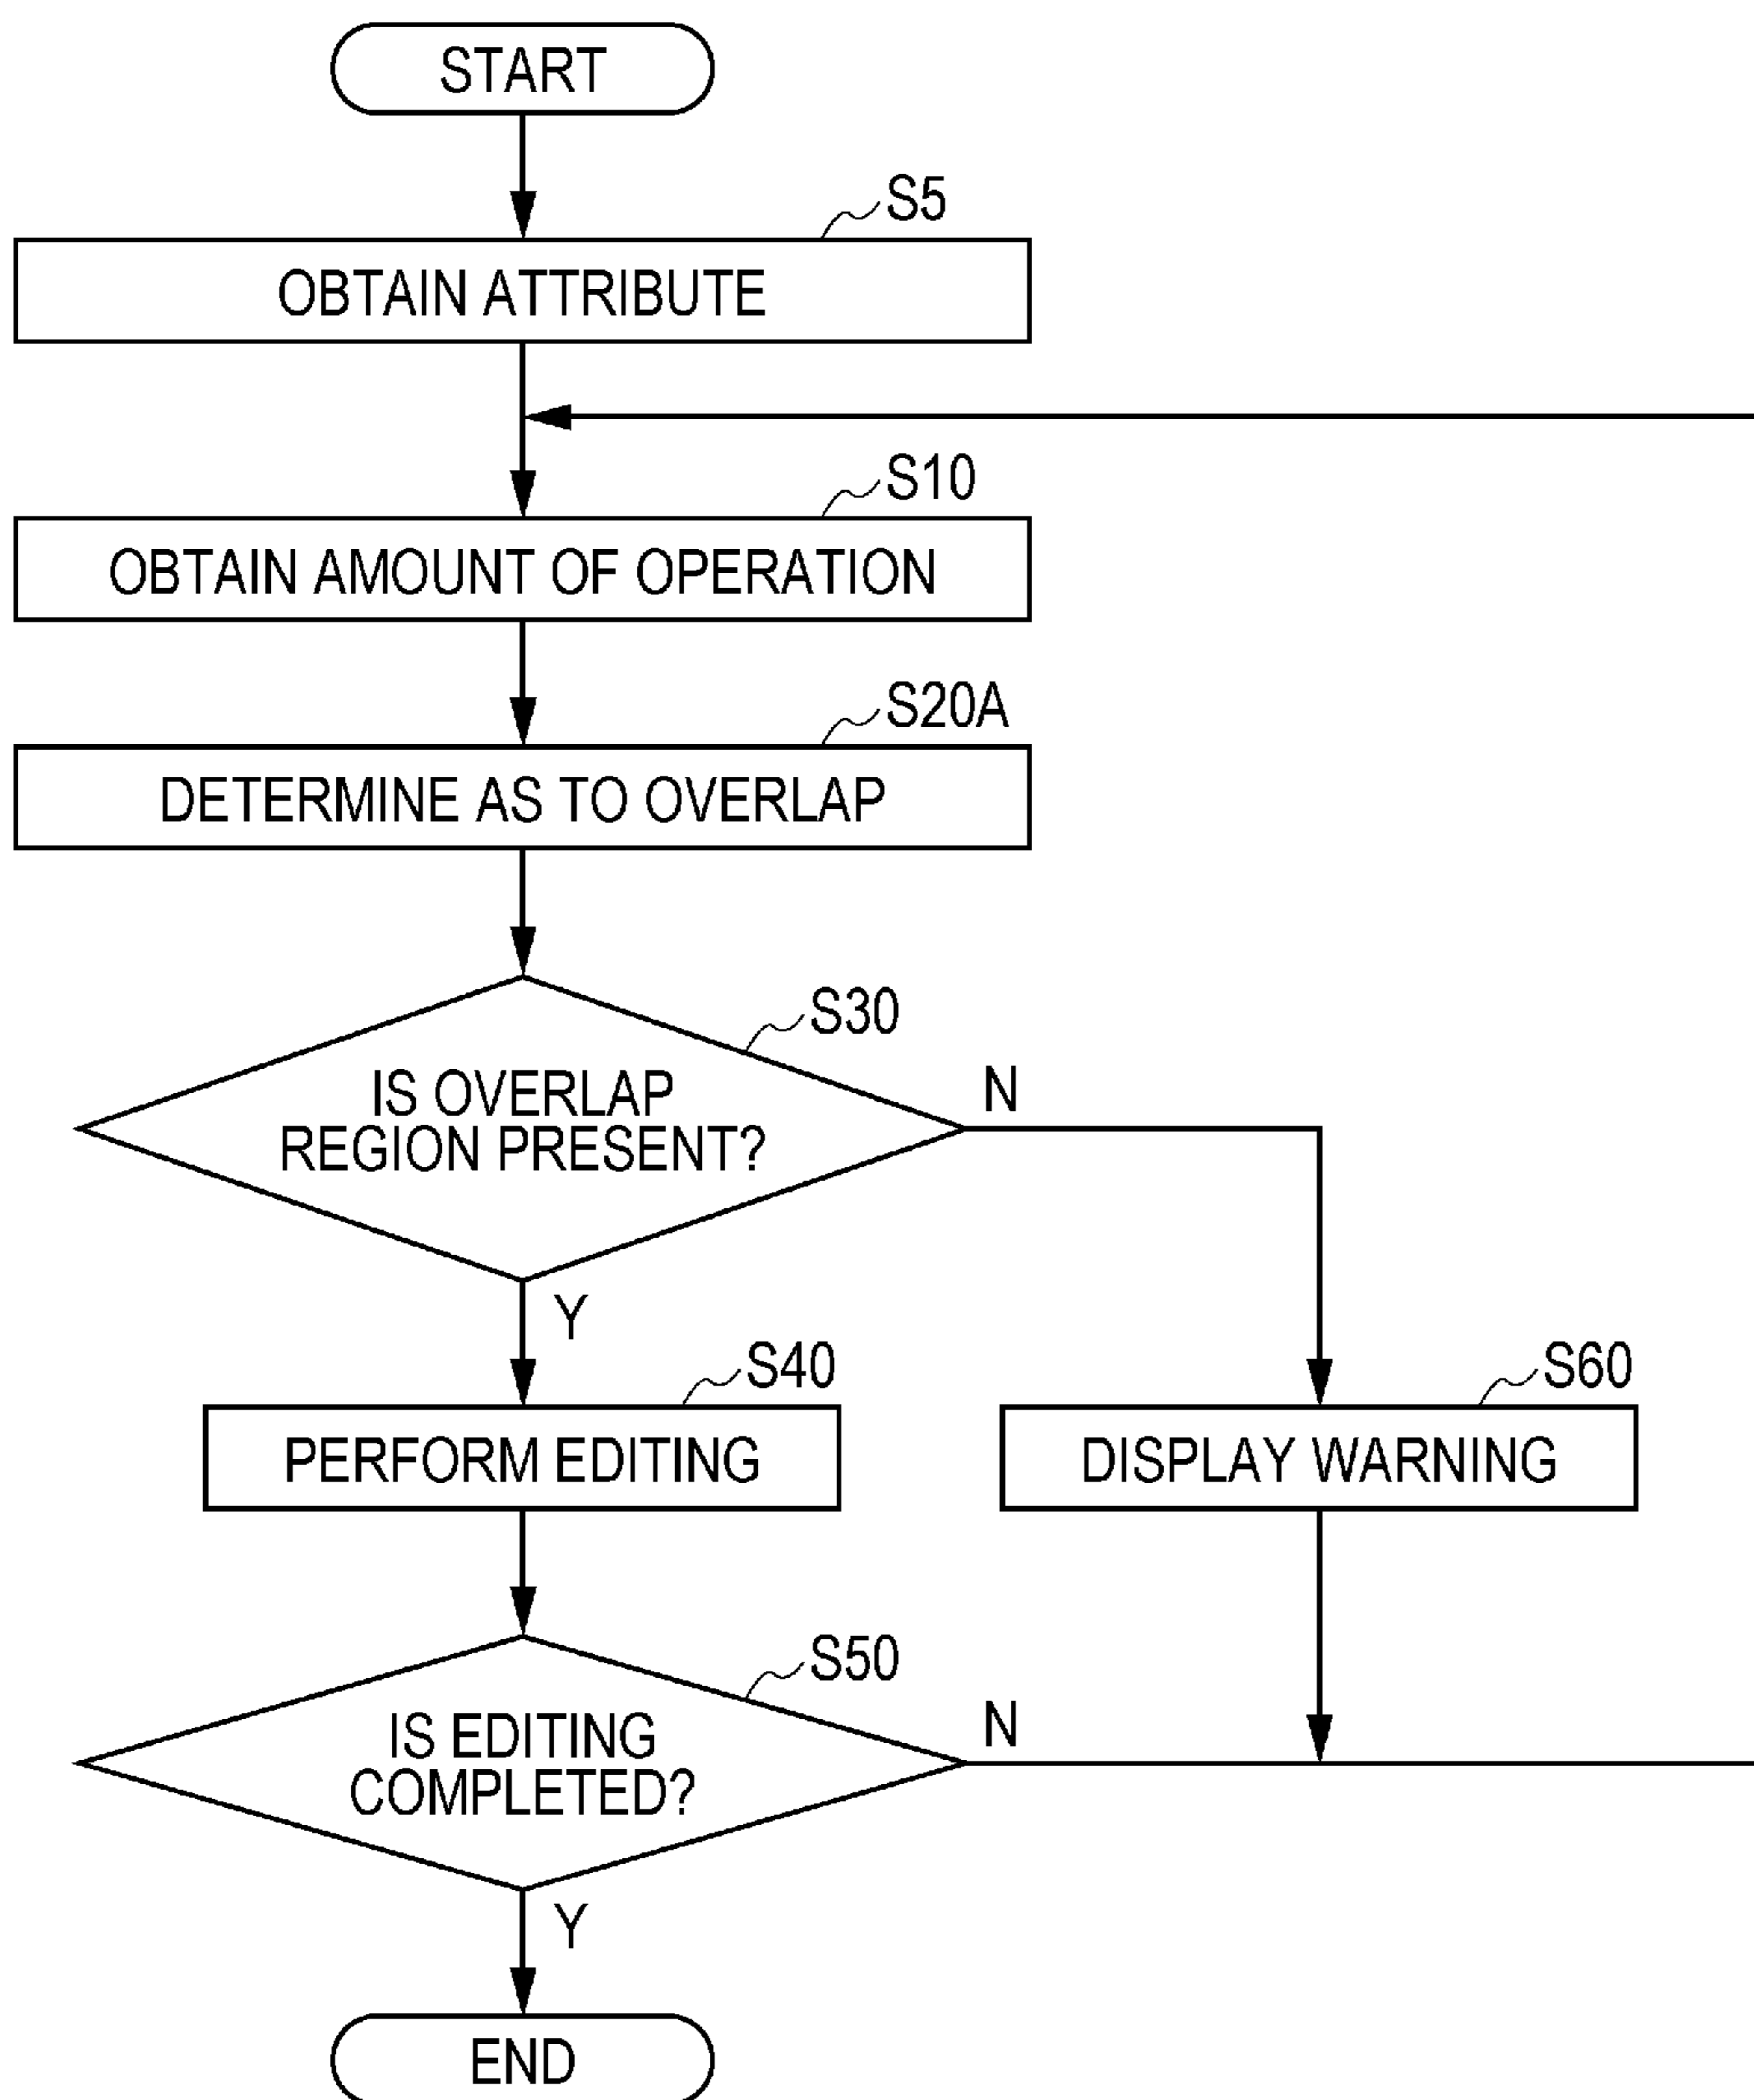 START
S5
OBTAIN ATTRIBUTE
S10
OBTAIN AMOUNT OF OPERATION
S20A
DETERMINE AS TO OVERLAP
S30
IS OVERLAP
REGION PRESENT?
N
Y
S40
PERFORM EDITING
S60
DISPLAY WARNING
S50
IS EDITING
COMPLETED?
N
Y
END